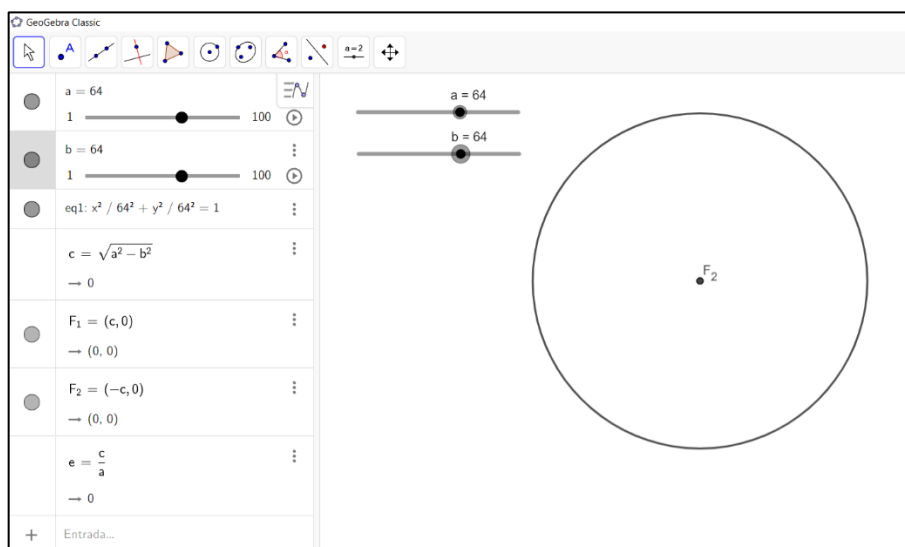 GeoGebra Classic
A
a=2
a = 64
1 100
b = 64
1 100
eq1: x² / 64² + y² / 64² = 1
c = √a² − b²
→ 0
F₁ = (c, 0)
→ (0, 0)
F₂ = (−c, 0)
→ (0, 0)
e = c/a
→ 0
+ Entrada...
a = 64
b = 64
F₂